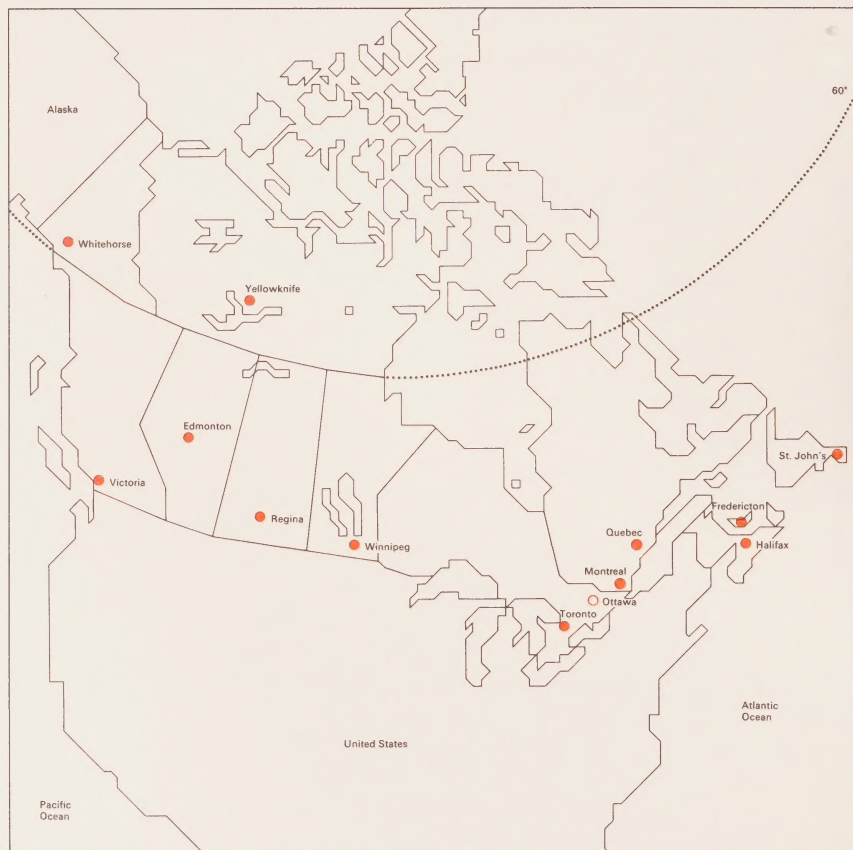 60°
Alaska
Whitehorse
Yellowknife
Edmonton
St. John's
Victoria
Fredericton
Regina
Quebec
Winnipeg
Halifax
Montreal
Ottawa
Toronto
Atlantic
Ocean
United States
Pacific
Ocean